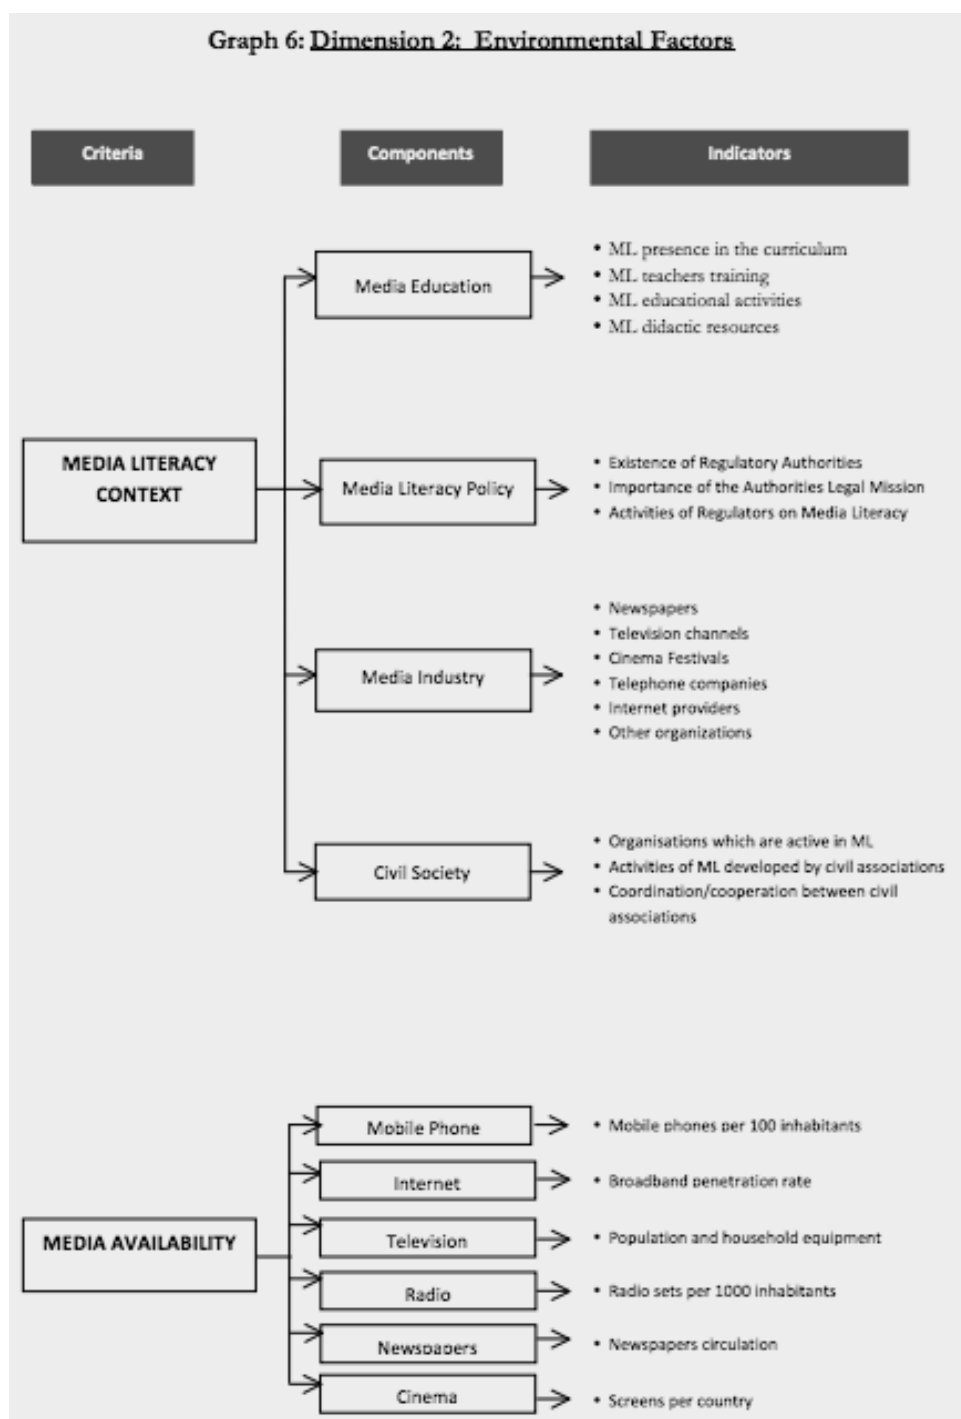 Graph 6: Dimension 2: Environmental Factors
Criteria
Components
Indicators
MEDIA LITERACY
CONTEXT
Media Education
• ML presence in the curriculum
• ML teachers training
• ML educational activities
• ML didactic resources
Media Literacy Policy
• Existence of Regulatory Authorities
• Importance of the Authorities Legal Mission
• Activities of Regulators on Media Literacy
Media Industry
• Newspapers
• Television channels
• Cinema Festivals
• Telephone companies
• Internet providers
• Other organizations
Civil Society
• Organisations which are active in ML
• Activities of ML developed by civil associations
• Coordination/cooperation between civil
associations
MEDIA AVAILABILITY
Mobile Phone
• Mobile phones per 100 inhabitants
Internet
• Broadband penetration rate
Television
• Population and household equipment
Radio
• Radio sets per 1000 inhabitants
Newspapers
• Newspapers circulation
Cinema
• Screens per country